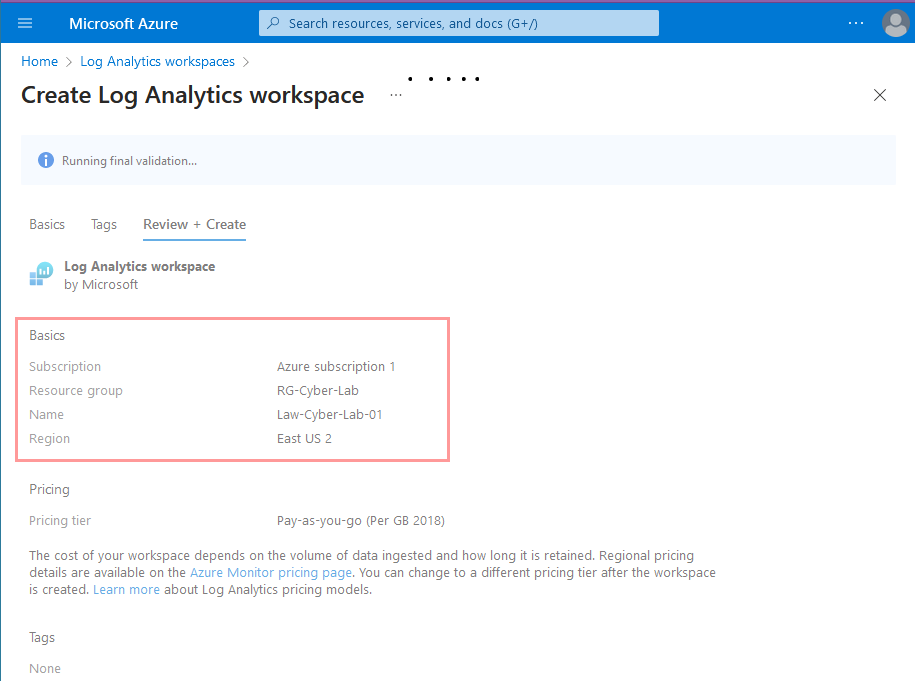 Microsoft Azure
Search resources, services, and docs (G+/)
Home > Log Analytics workspaces >
Create Log Analytics workspace ...
Running final validation...
Basics Tags Review + Create
Log Analytics workspace
by Microsoft
Basics
Subscription Azure subscription 1
Resource group RG-Cyber-Lab
Name Law-Cyber-Lab-01
Region East US 2
Pricing
Pricing tier Pay-as-you-go (Per GB 2018)
The cost of your workspace depends on the volume of data ingested and how long it is retained. Regional pricing
details are available on the Azure Monitor pricing page. You can change to a different pricing tier after the workspace
is created. Learn more about Log Analytics pricing models.
Tags
None